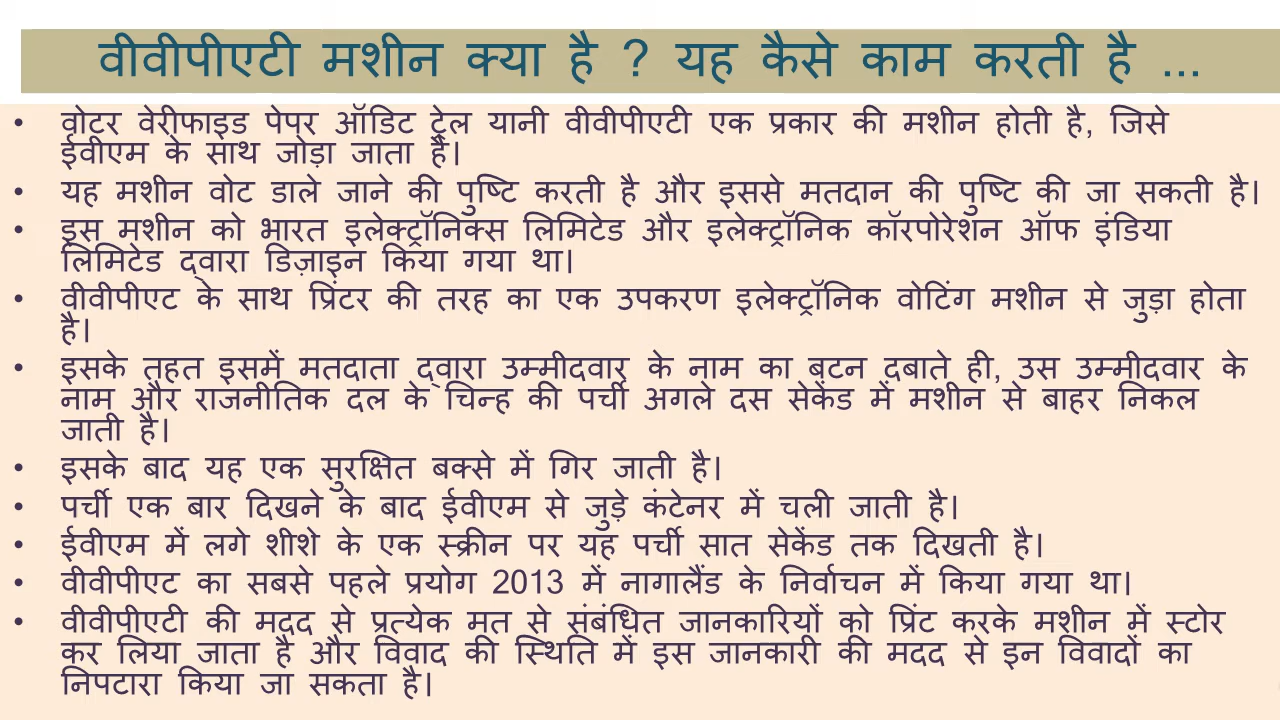 वीवीपीएटी मशीन क्या है ? यह कैसे काम करती है ...
• वोटर वेरीफाइड पेपर ऑडिट ट्रेल यानी वीवीपीएटी एक प्रकार की मशीन होती है, जिसे
ईवीएम के साथ जोड़ा जाता है।
• यह मशीन वोट डाले जाने की पुष्टि करती है और इससे मतदान की पुष्टि की जा सकती है।
• इस मशीन को भारत इलेक्ट्रॉनिक्स लिमिटेड और इलेक्ट्रॉनिक कॉरपोरेशन ऑफ इंडिया
लिमिटेड द्वारा डिज़ाइन किया गया था।
• वीवीपीएट के साथ प्रिंटर की तरह का एक उपकरण इलेक्ट्रॉनिक वोटिंग मशीन से जुड़ा होता
है।
• इसके तहत इसमें मतदाता द्वारा उम्मीदवार के नाम का बटन दबाते ही, उस उम्मीदवार के
नाम और राजनीतिक दल के चिन्ह की पर्ची अगले दस सेकेंड में मशीन से बाहर निकल
जाती है।
• इसके बाद यह एक सुरक्षित बक्से में गिर जाती है।
• पर्ची एक बार दिखने के बाद ईवीएम से जुड़े कंटेनर में चली जाती है।
• ईवीएम में लगे शीशे के एक स्क्रीन पर यह पर्ची सात सेकेंड तक दिखती है।
• वीवीपीएट का सबसे पहले प्रयोग 2013 में नागालैंड के निर्वाचन में किया गया था।
• वीवीपीएटी की मदद से प्रत्येक मत से संबंधित जानकारियों को प्रिंट करके मशीन में स्टोर
कर लिया जाता है और विवाद की स्थिति में इस जानकारी की मदद से इन विवादों का
निपटारा किया जा सकता है।